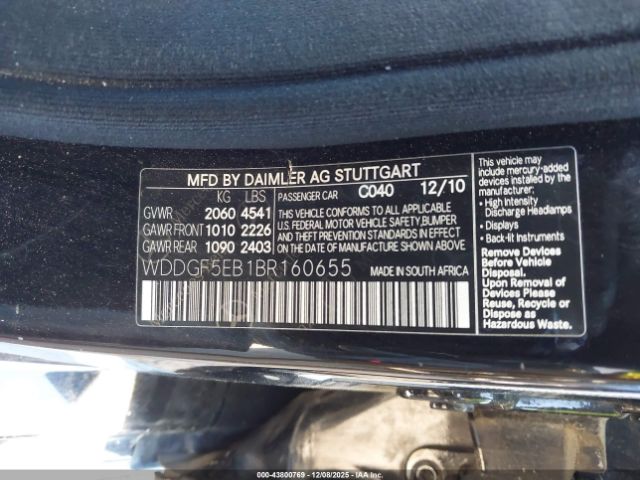 MFD BY DAIMLER AG STUTTGART
KG LBS
GVWR 2060 4541
GAWR FRONT 1010 2226
GAWR REAR 1090 2403
PASSENGER CAR C040 12/10
THIS VEHICLE CONFORMS TO ALL APPLICABLE
U.S. FEDERAL MOTOR VEHICLE SAFETY, BUMPER
AND THEFT PREVENTION STANDARDS IN EFFECT
ON THE DATE OF MANUFACTURE SHOWN ABOVE.
WDDGF5EB1BR160655 MADE IN SOUTH AFRICA
This vehicle may
include mercury-added
devices installed by the
manufacturer:
• High Intensity
Discharge Headlamps
• Displays
• Back-lit Instruments
Remove Devices
Before Vehicle
Disposal.
Upon Removal of
Devices Please
Reuse, Recycle or
Dispose as
Hazardous Waste.
000-43800769 - 12/08/2025 - IAAI.COM